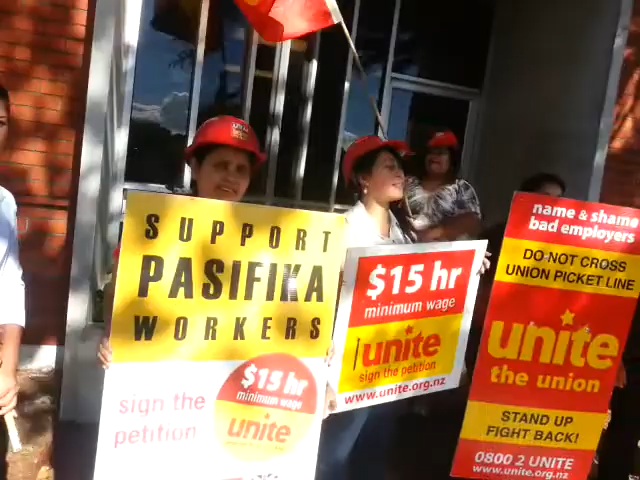 SUPPORT
PASIFIKA
WORKERS
sign the
petition
$15 hr
minimum wage
unite
$15 hr
minimum wage
unite
sign the petition
www.unite.org.nz
name & shame
bad employers
DO NOT CROSS
UNION PICKET LINE
unite
the union
STAND UP
FIGHT BACK!
0800 2 UNITE
www.unite.org.nz